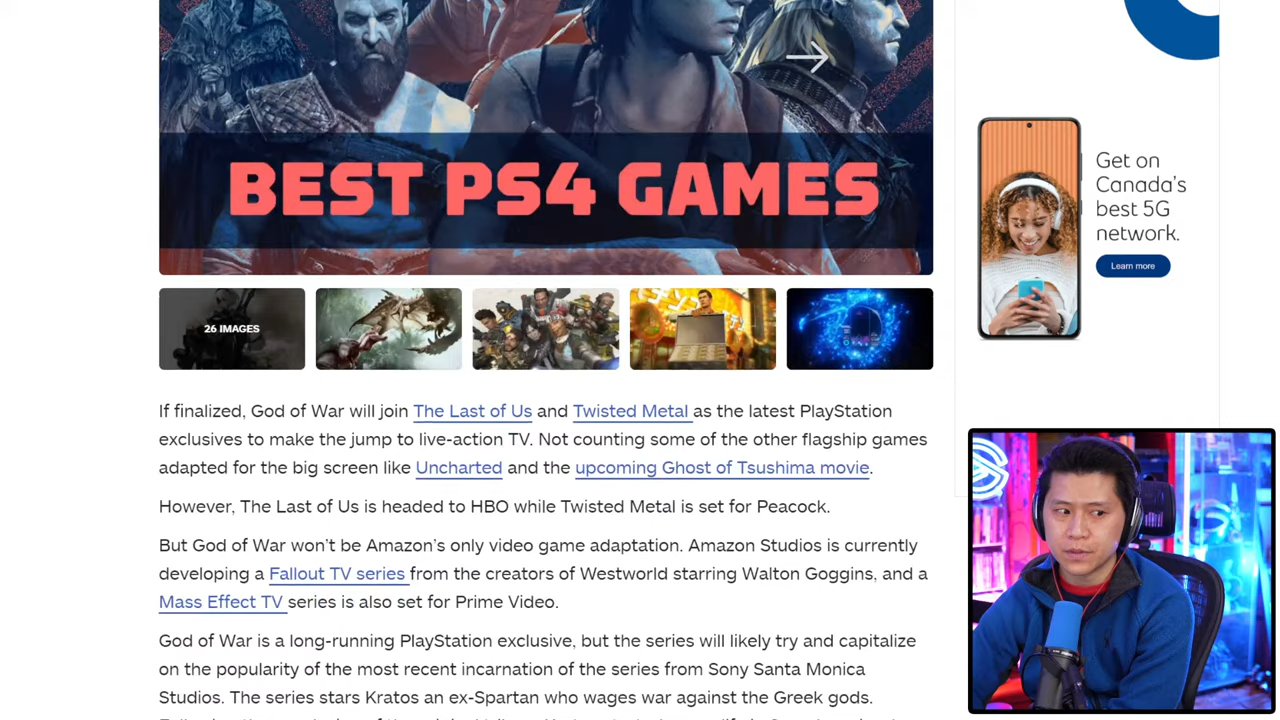 BEST PS4 GAMES
Get on
Canada's
best 5G
network.
Learn more
26 IMAGES
If finalized, God of War will join The Last of Us and Twisted Metal as the latest PlayStation
exclusives to make the jump to live-action TV. Not counting some of the other flagship games
adapted for the big screen like Uncharted and the upcoming Ghost of Tsushima movie.
However, The Last of Us is headed to HBO while Twisted Metal is set for Peacock.
But God of War won’t be Amazon’s only video game adaptation. Amazon Studios is currently
developing a Fallout TV series from the creators of Westworld starring Walton Goggins, and a
Mass Effect TV series is also set for Prime Video.
God of War is a long-running PlayStation exclusive, but the series will likely try and capitalize
on the popularity of the most recent incarnation of the series from Sony Santa Monica
Studios. The series stars Kratos an ex-Spartan who wages war against the Greek gods.